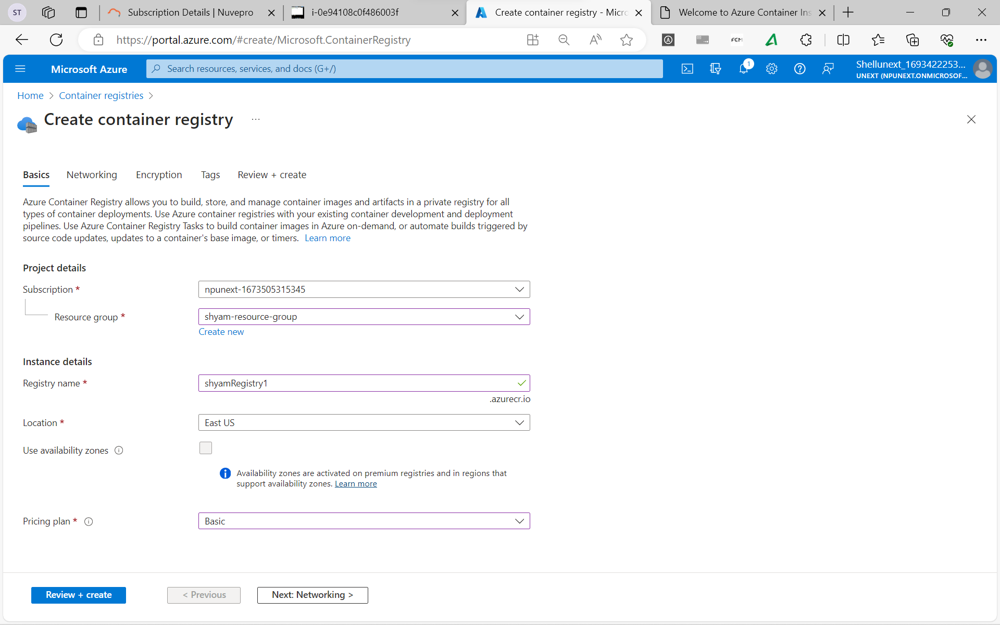 ST
Subscription Details | Nuvepro
i-0e94108c0f486003f
Create container registry - Micro
Welcome to Azure Container Ins
https://portal.azure.com/#create/Microsoft.ContainerRegistry
FCM
Microsoft Azure
Search resources, services, and docs (G+/)
1
Shellunext_1693422253...
UNEXT (NPUNEXT.ONMICROSOF...
Home > Container registries >
Create container registry ...
Basics
Networking
Encryption
Tags
Review + create
Azure Container Registry allows you to build, store, and manage container images and artifacts in a private registry for all
types of container deployments. Use Azure container registries with your existing container development and deployment
pipelines. Use Azure Container Registry Tasks to build container images in Azure on-demand, or automate builds triggered by
source code updates, updates to a container's base image, or timers. Learn more
Project details
Subscription *
npunext-1673505315345
Resource group *
shyam-resource-group
Create new
Instance details
Registry name *
shyamRegistry1
.azurecr.io
Location *
East US
Use availability zones
Availability zones are activated on premium registries and in regions that
support availability zones. Learn more
Pricing plan *
Basic
Review + create
< Previous
Next: Networking >